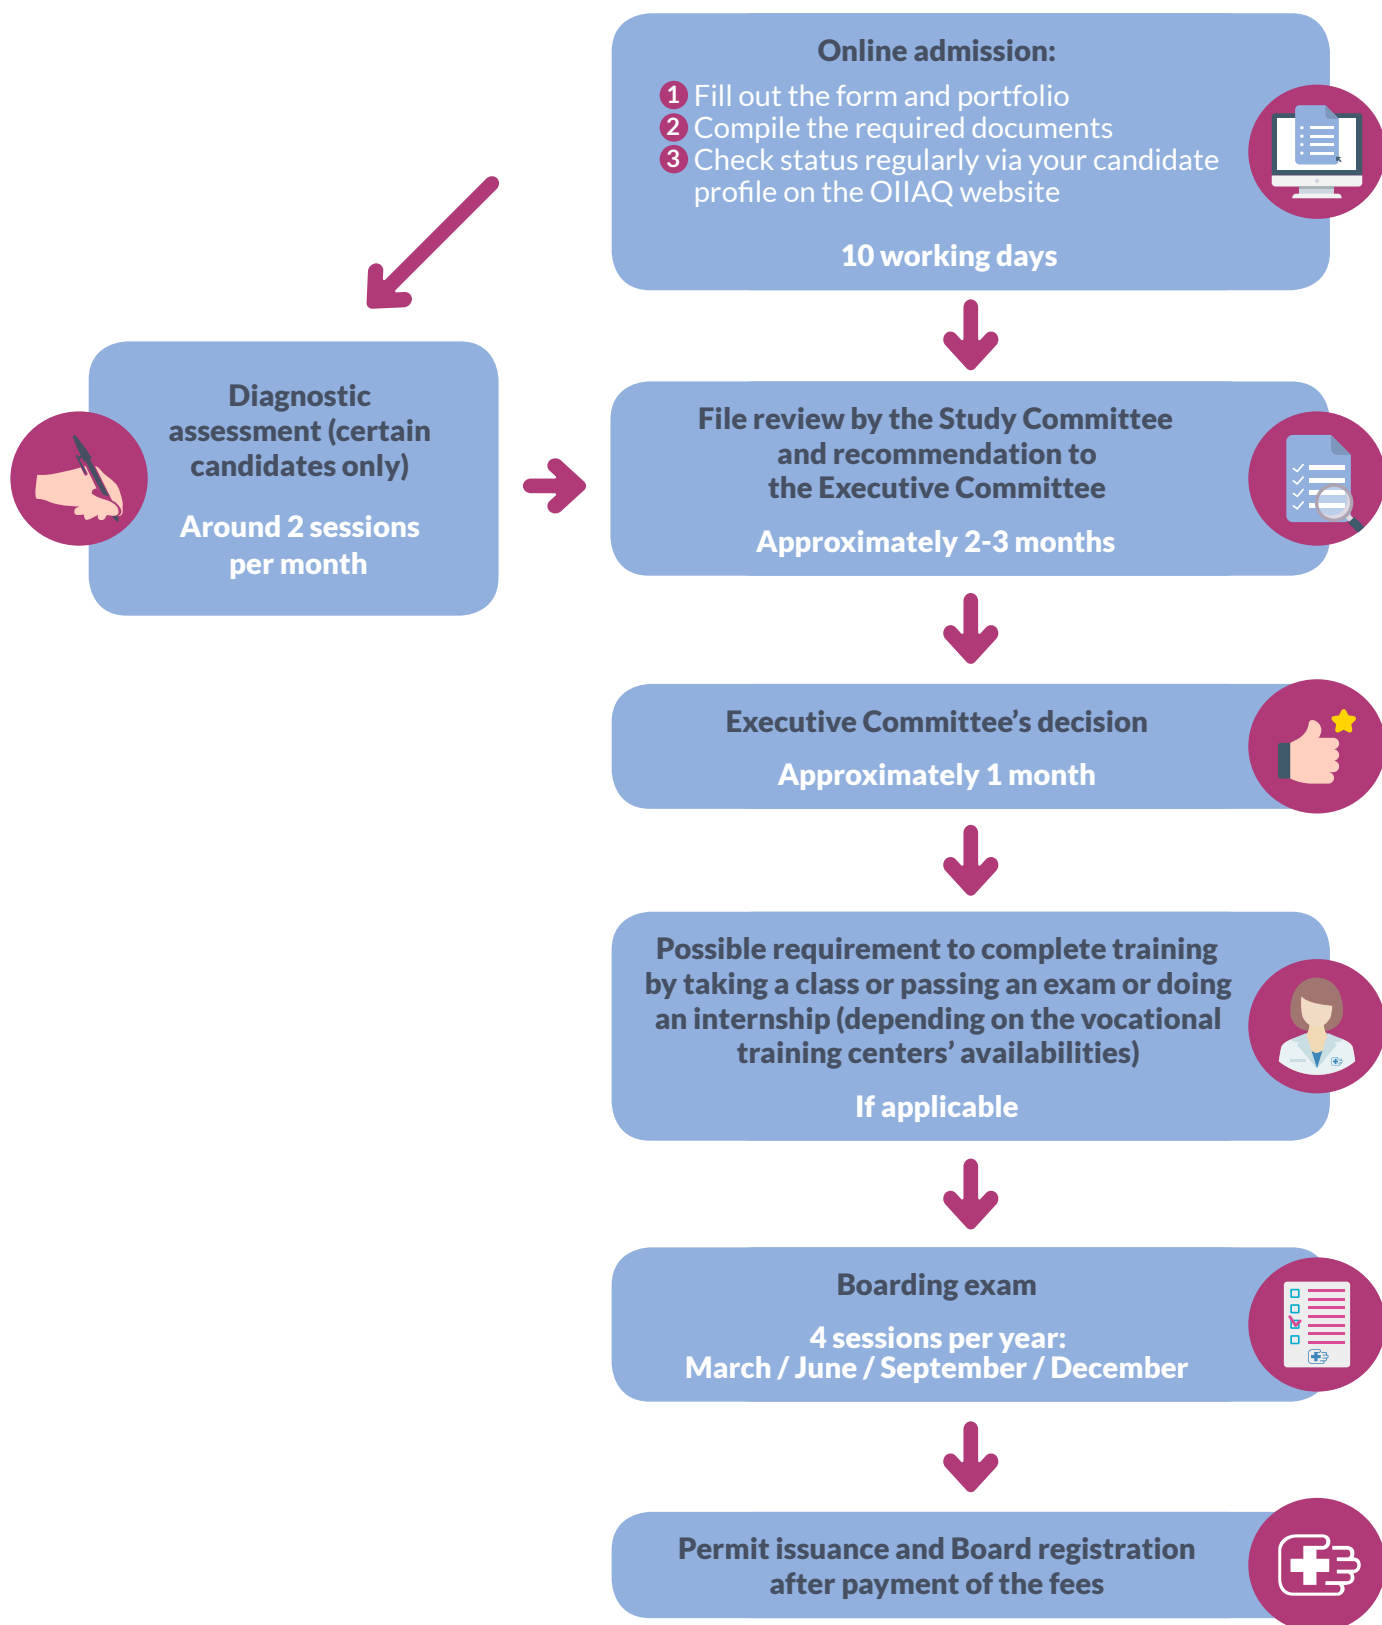 Online admission:
1 Fill out the form and portfolio
2 Compile the required documents
3 Check status regularly via your candidate
profile on the OIIAQ website
10 working days
Diagnostic
assessment (certain
candidates only)
Around 2 sessions
per month
File review by the Study Committee
and recommendation to
the Executive Committee
Approximately 2-3 months
Executive Committee’s decision
Approximately 1 month
Possible requirement to complete training
by taking a class or passing an exam or doing
an internship (depending on the vocational
training centers’ availabilities)
If applicable
Boarding exam
4 sessions per year:
March / June / September / December
Permit issuance and Board registration
after payment of the fees